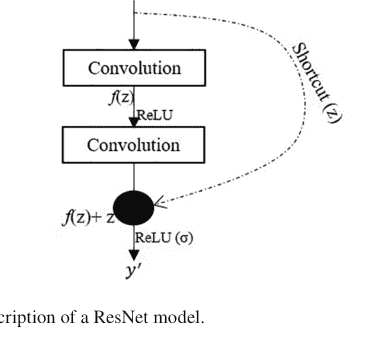 Convolution
Shortcut (z)
f(z)
ReLU
Convolution
f(z)+ z
ReLU (σ)
y′
cription of a ResNet model.